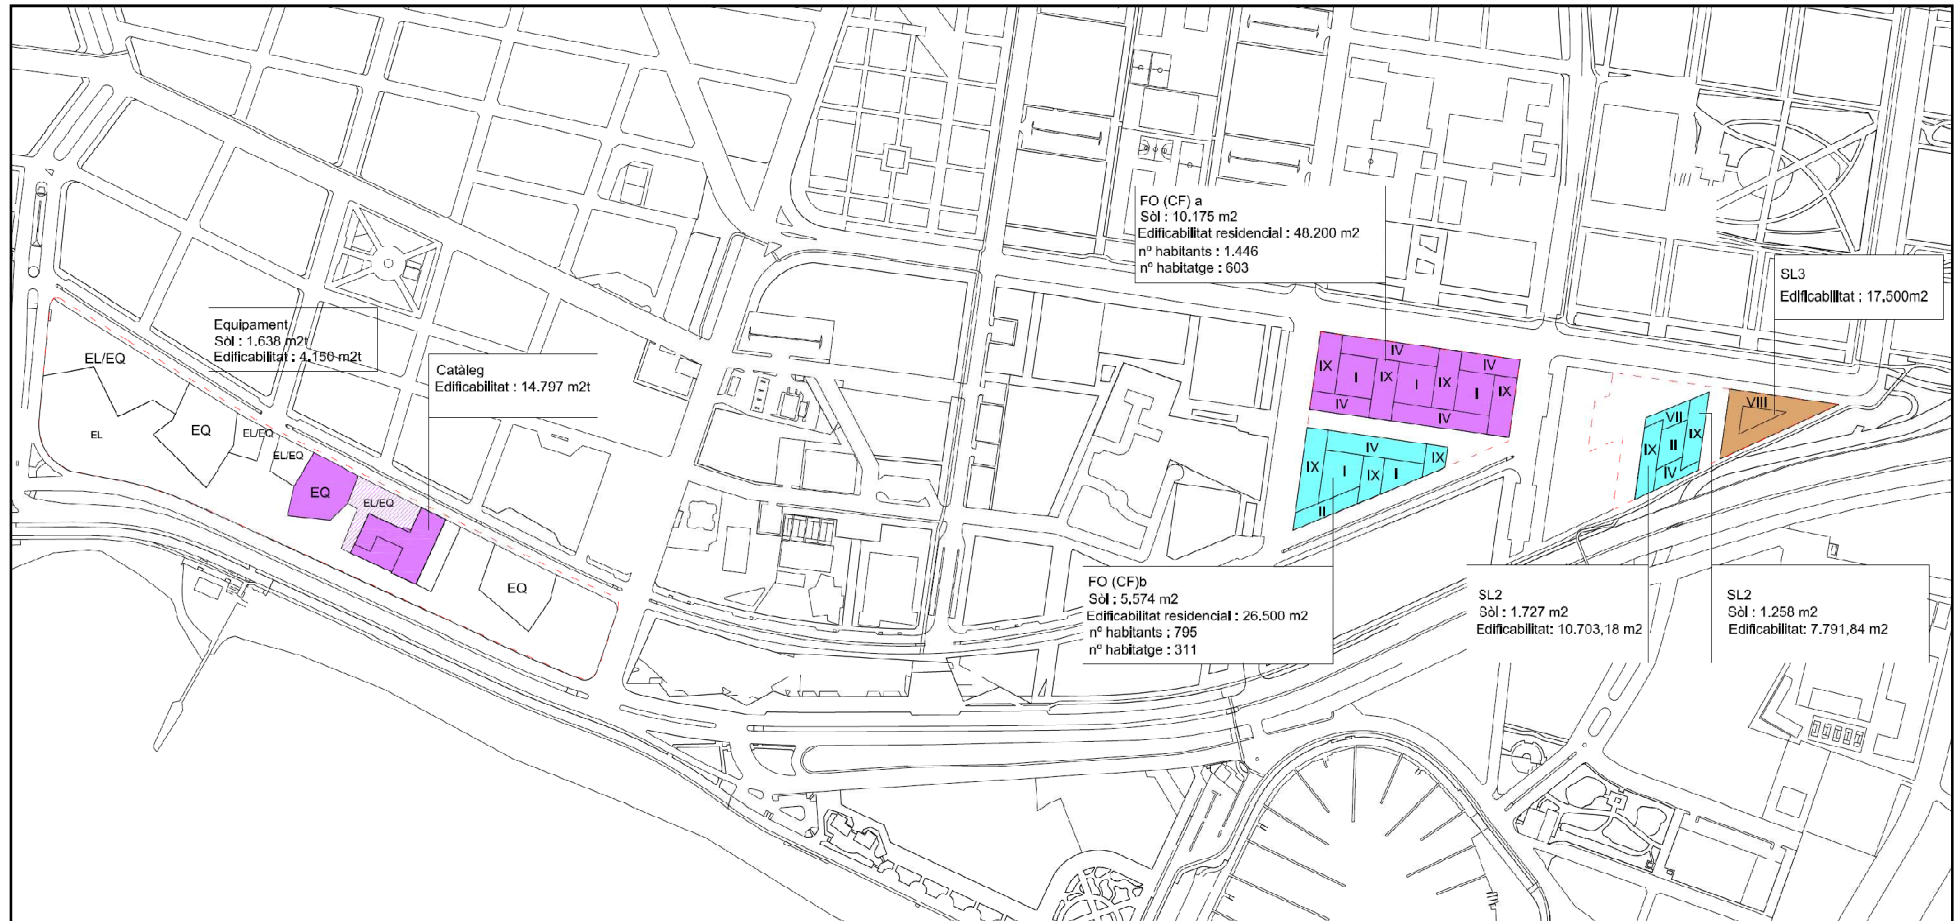 FO (CF) a
Sòl : 10.175 m2
Edificabilitat residencial : 48.200 m2
nº habitants : 1.446
nº habitatge : 603
SL3
Edificabilitat : 17.500m2
Equipament
Sòl : 1.638 m2t
Edificabilitat : 4.150 m2t
Catàleg
Edificabilitat : 14.797 m2t
EL/EQ
EL
EQ
EL/EQ
EL/EQ
EQ
EL/EQ
EQ
IV
IV
IX
I
IX
I
IX
I
IX
IV
IV
IV
IX
I
IX
I
IX
II
VII
IX
II
IX
IV
VIII
FO (CF)b
Sòl : 5,574 m2
Edificabilitat residencial : 26.500 m2
nº habitants : 795
nº habitatge : 311
SL2
Sòl : 1.727 m2
Edificabilitat: 10.703,18 m2
SL2
Sòl : 1.258 m2
Edificabilitat: 7.791,84 m2